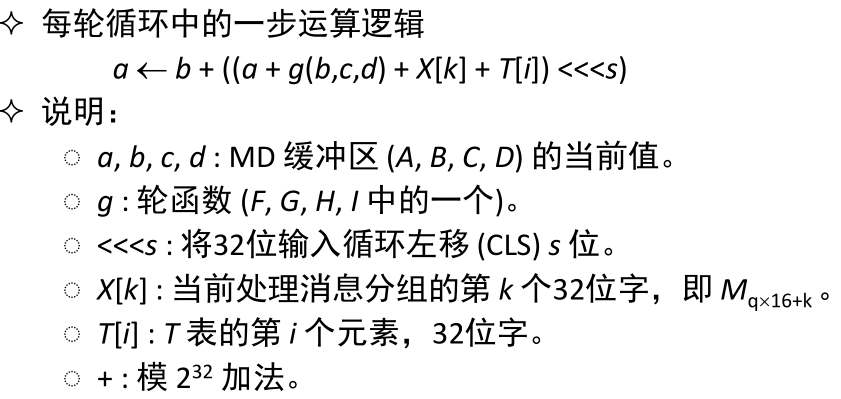 ✧ 每轮循环中的一步运算逻辑
a ← b + ((a + g(b,c,d) + X[k] + T[i]) <<<s)
✧ 说明：
◌ a, b, c, d : MD 缓冲区 (A, B, C, D) 的当前值。
◌ g : 轮函数 (F, G, H, I 中的一个)。
◌ <<<s : 将32位输入循环左移 (CLS) s 位。
◌ X[k] : 当前处理消息分组的第 k 个32位字，即 M_{q×16+k} 。
◌ T[i] : T 表的第 i 个元素，32位字。
◌ + : 模 2^{32} 加法。